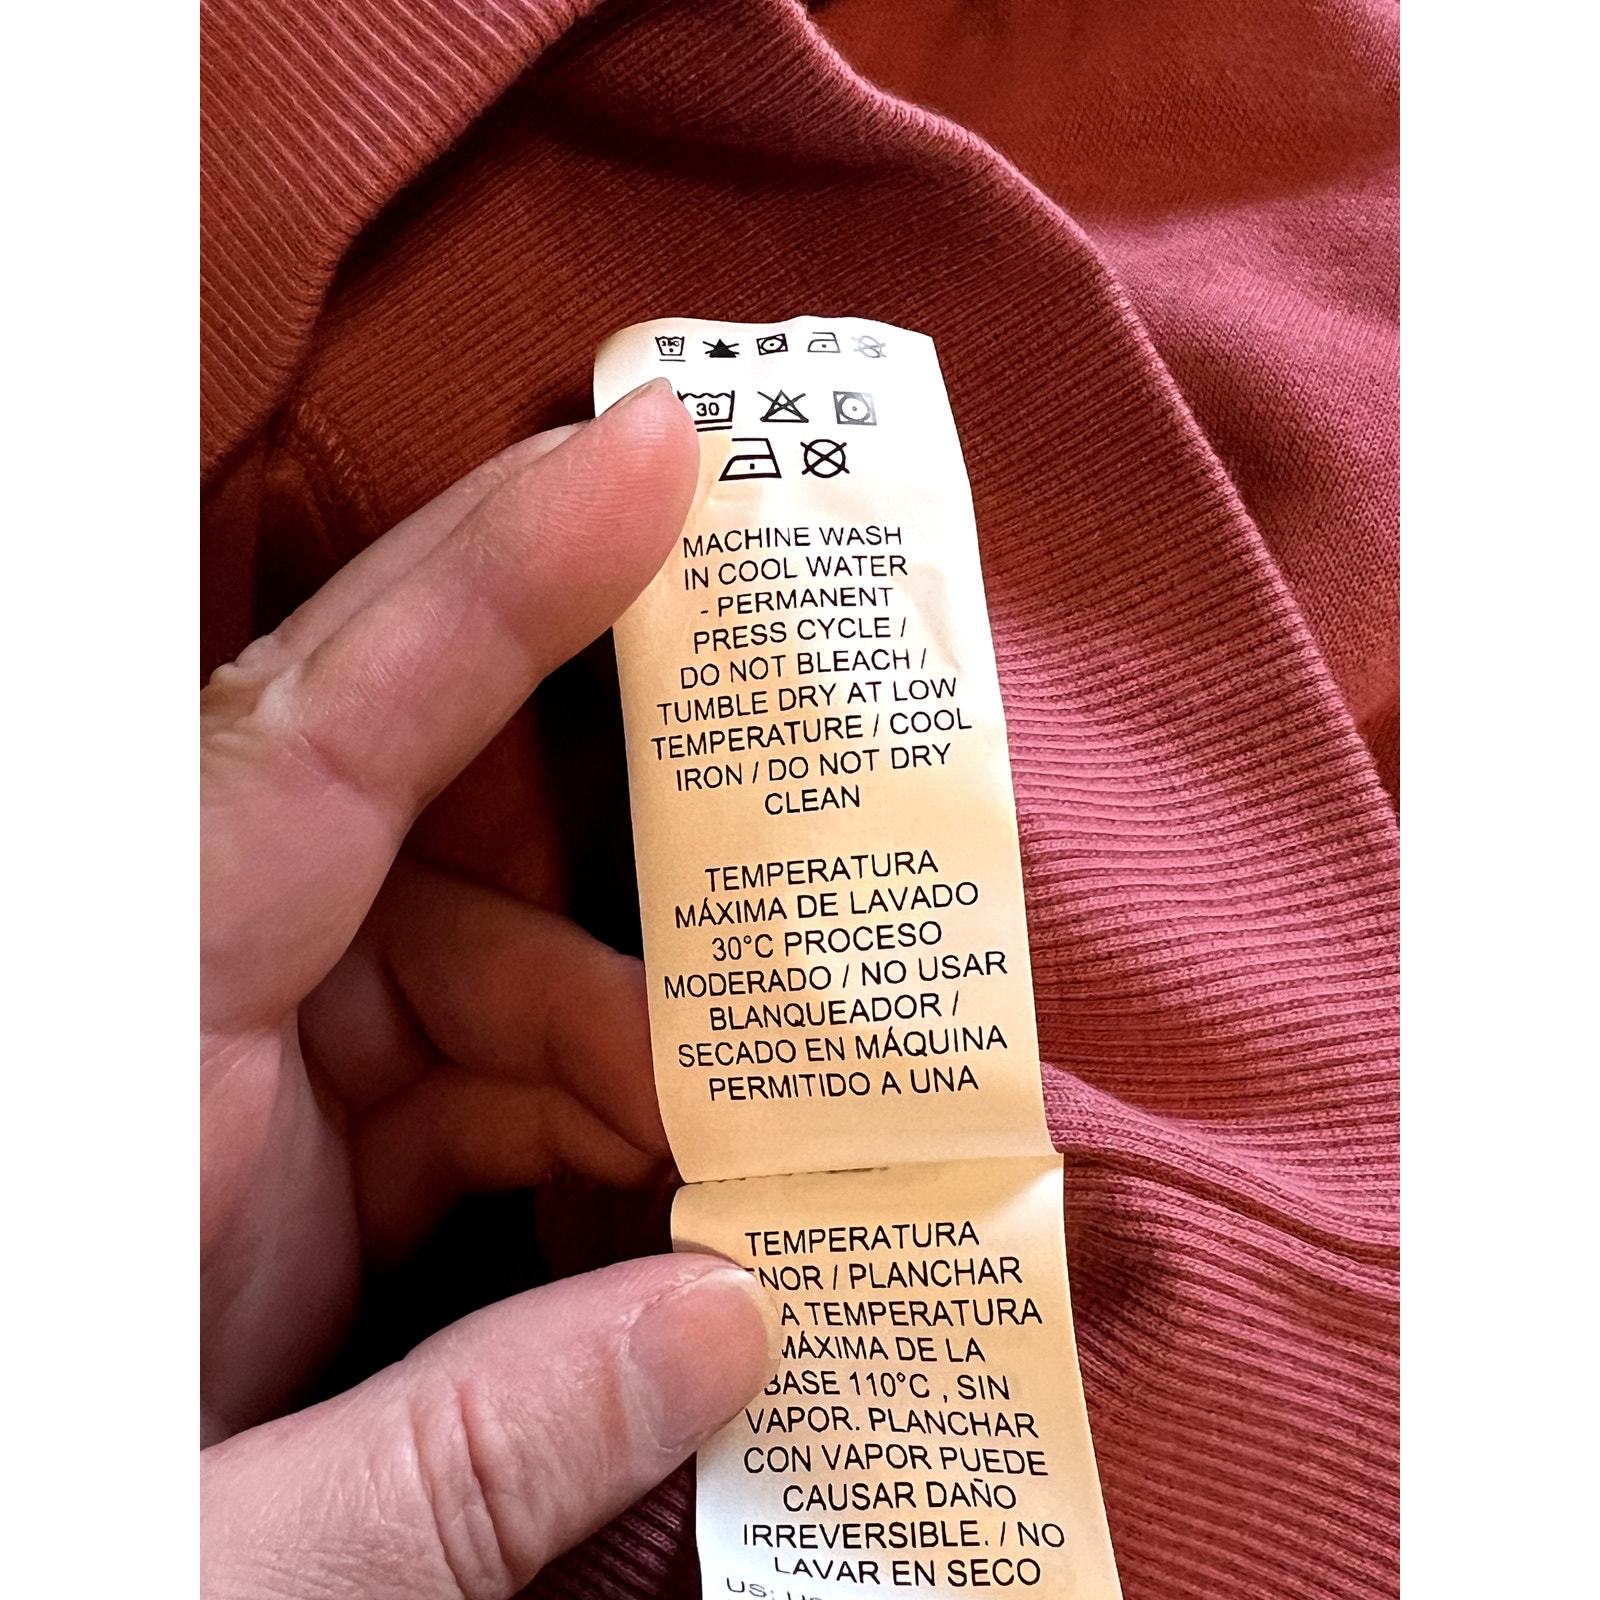 30
MACHINE WASH
IN COOL WATER
- PERMANENT
PRESS CYCLE /
DO NOT BLEACH /
TUMBLE DRY AT LOW
TEMPERATURE / COOL
IRON / DO NOT DRY
CLEAN
TEMPERATURA
MÁXIMA DE LAVADO
30°C PROCESO
MODERADO / NO USAR
BLANQUEADOR /
SECADO EN MÁQUINA
PERMITIDO A UNA
TEMPERATURA
/ PLANCHAR
A TEMPERATURA
MÁXIMA DE LA
BASE 110°C , SIN
VAPOR. PLANCHAR
CON VAPOR PUEDE
CAUSAR DAÑO
IRREVERSIBLE. / NO
LAVAR EN SECO
US: